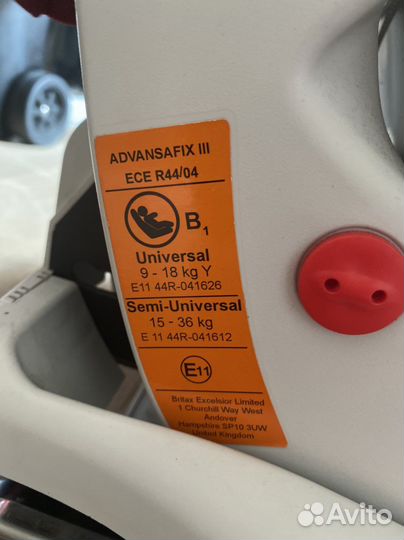 ADVANSAFIX III
ECE R44/04
B1
Universal
9 - 18 kg Y
E11 44R-041626
Semi-Universal
15 - 36 kg
E 11 44R-041612
E11
Britax Excelsior Limited
1 Churchill Way West
Andover
Hampshire SP10 3UW
United Kingdom
Avito